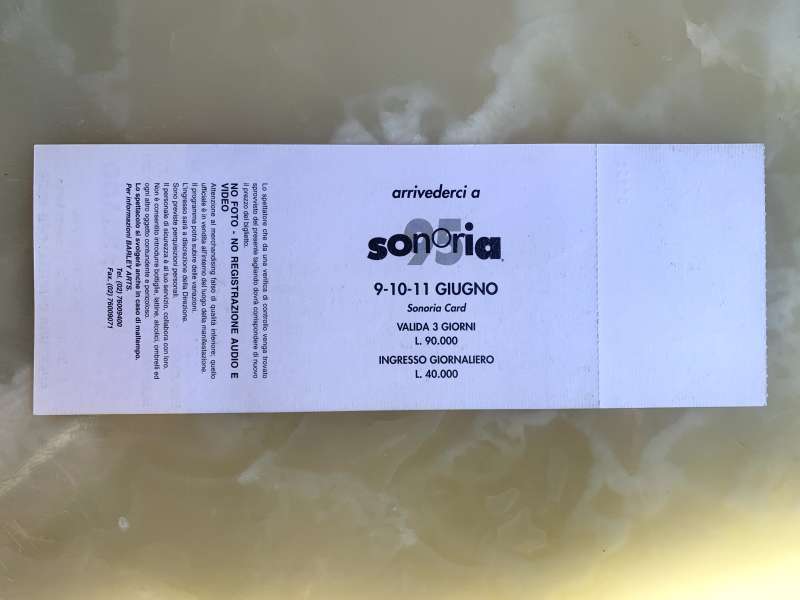 arrivederci a
sonoria 95
9-10-11 GIUGNO
Sonoria Card
VALIDA 3 GIORNI
L. 90.000
INGRESSO GIORNALIERO
L. 40.000
Lo spettatore che da una verifica di controllo venga trovato
sprovvisto del presente tagliando dovrà corrispondere di nuovo
il prezzo del biglietto.
NO FOTO - NO REGISTRAZIONE AUDIO E
VIDEO
Attenzione al merchandising falso di qualità inferiore; quello
ufficiale è in vendita all'interno del luogo della manifestazione.
Il programma potrà subire delle variazioni.
L'ingresso sarà a discrezione della Direzione.
Sono previste perquisizioni personali.
Il personale di sicurezza è al tuo servizio, collabora con loro.
Non è consentito introdurre bottiglie, lattine, alcolici, ombrelli ed
ogni altro oggetto contundente e pericoloso.
Lo spettacolo si svolgerà anche in caso di maltempo.
Per informazioni BARLEY ARTS.
Tel. (02) 76009400
Fax. (02) 76009071